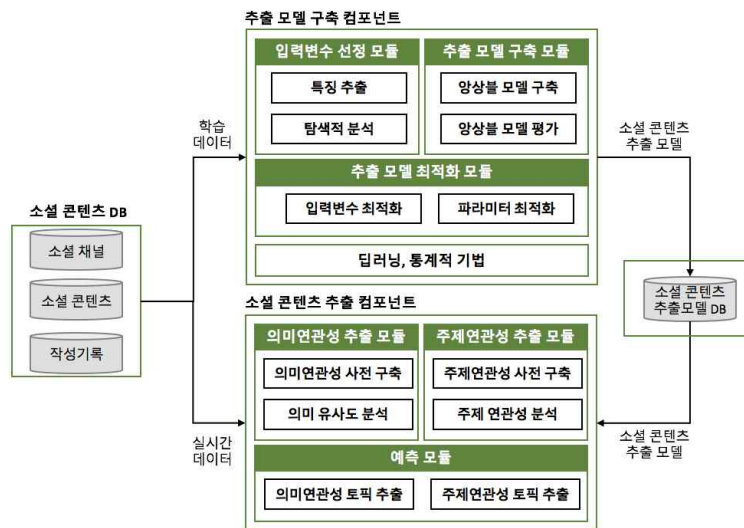 추출 모델 구축 컴포넌트
입력변수 선정 모듈
특징 추출
탐색적 분석
추출 모델 구축 모듈
앙상블 모델 구축
앙상블 모델 평가
추출 모델 최적화 모듈
입력변수 최적화
파라미터 최적화
딥러닝, 통계적 기법
학습
데이터
소셜 콘텐츠
추출 모델
소셜 콘텐츠 DB
소셜 채널
소셜 콘텐츠
작성기록
소셜 콘텐츠
추출모델 DB
소셜 콘텐츠 추출 컴포넌트
의미연관성 추출 모듈
의미연관성 사전 구축
의미 유사도 분석
주제연관성 추출 모듈
주제연관성 사전 구축
주제 연관성 분석
예측 모듈
의미연관성 토픽 추출
주제연관성 토픽 추출
실시간
데이터
소셜 콘텐츠
추출 모델